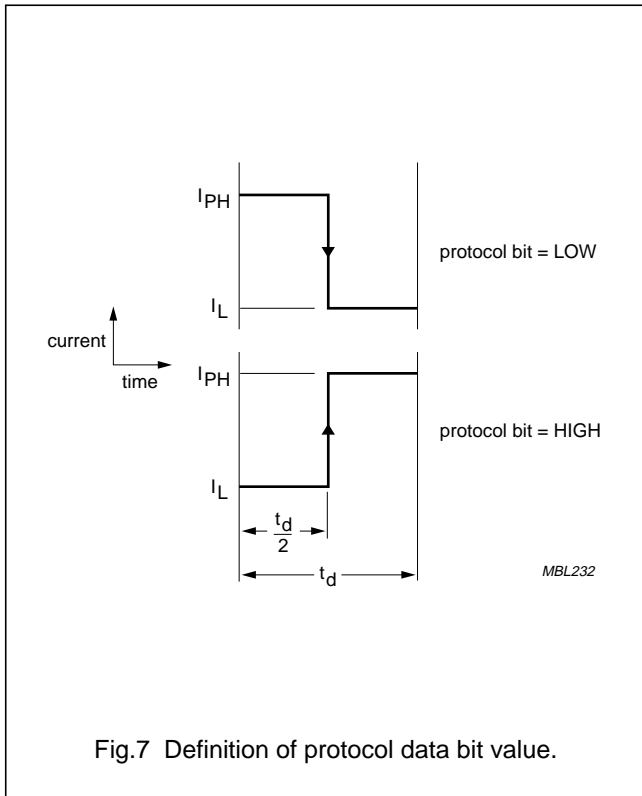 I_PH
protocol bit = LOW
I_L
current
time
I_PH
protocol bit = HIGH
I_L
t_d
2
t_d
MBL232
Fig.7 Definition of protocol data bit value.